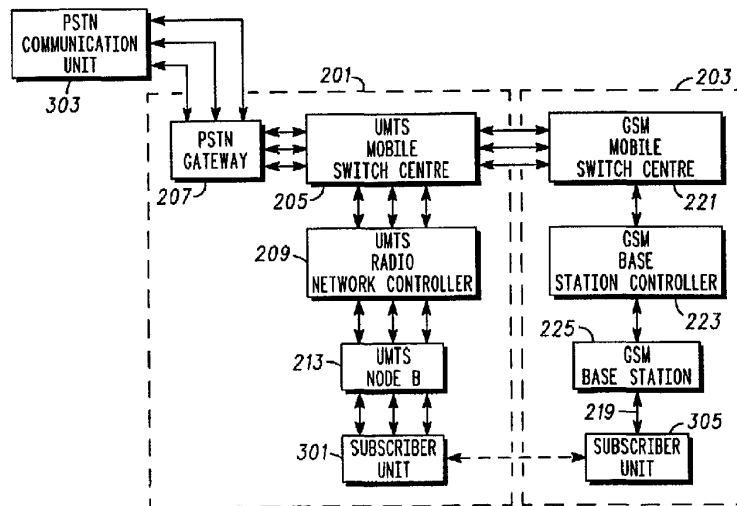 PSTN
COMMUNICATION
UNIT
303
201
203
PSTN
GATEWAY
207
UMTS
MOBILE
SWITCH CENTRE
205
GSM
MOBILE
SWITCH CENTRE
221
209
UMTS
RADIO
NETWORK CONTROLLER
GSM
BASE
STATION CONTROLLER
223
213
UMTS
NODE B
225
GSM
BASE STATION
219
301
SUBSCRIBER
UNIT
305
SUBSCRIBER
UNIT